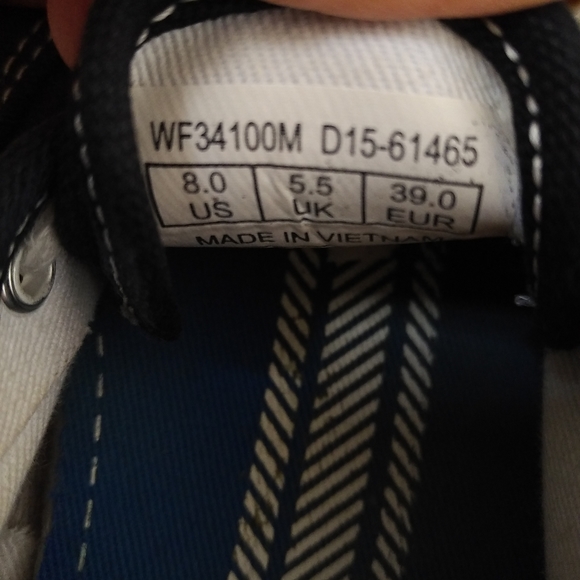 WF34100M D15-61465
8.0 5.5 39.0
US UK EUR
MADE IN VIETNAM